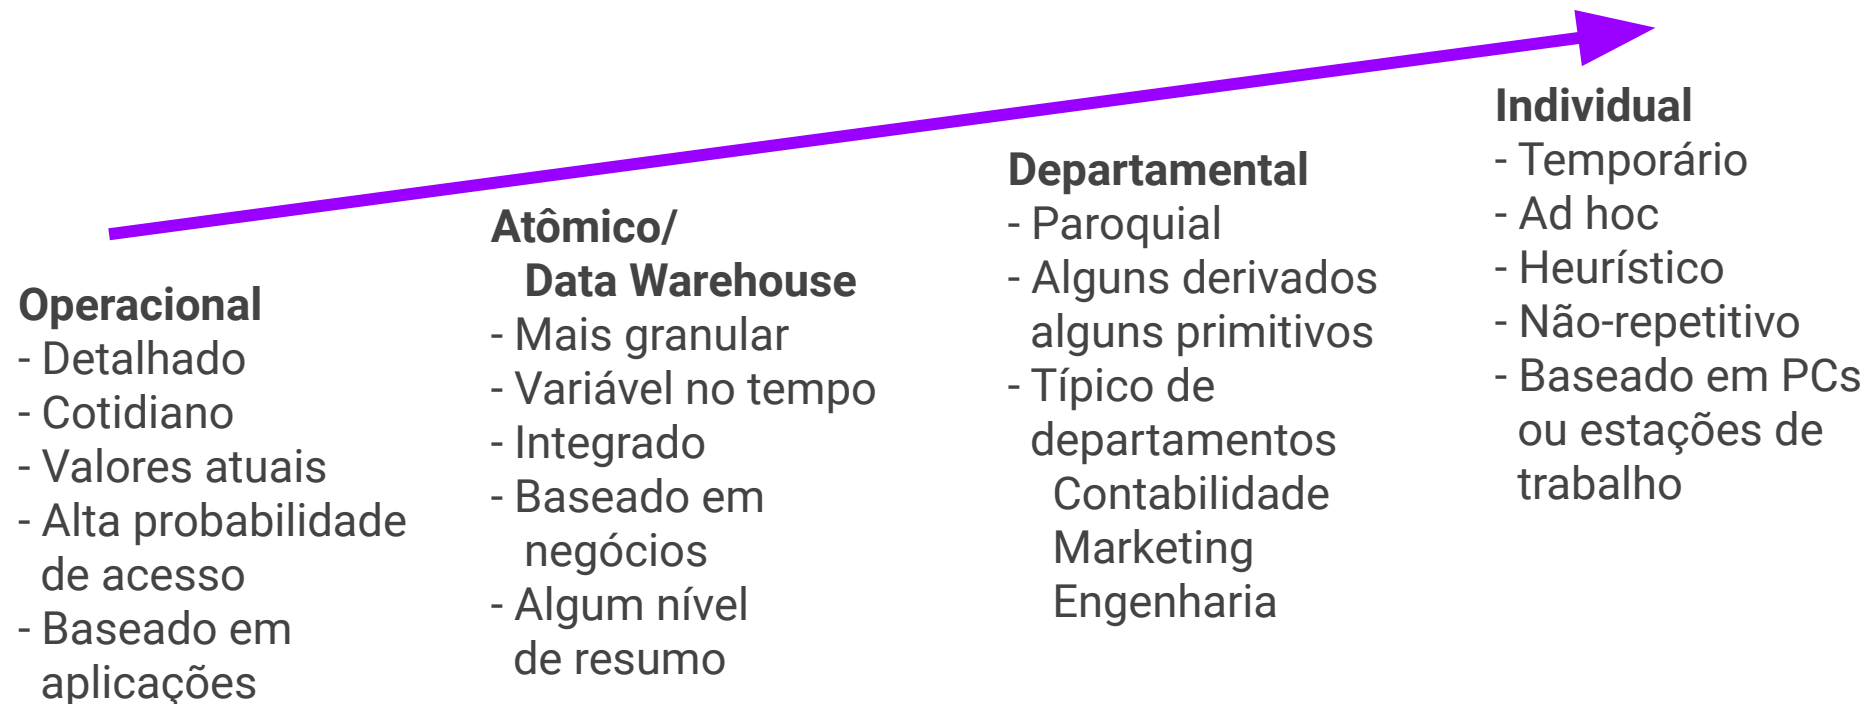 Operacional
- Detalhado
- Cotidiano
- Valores atuais
- Alta probabilidade
de acesso
- Baseado em
aplicações
Atômico/
Data Warehouse
- Mais granular
- Variável no tempo
- Integrado
- Baseado em
negócios
- Algum nível
de resumo
Departamental
- Paroquial
- Alguns derivados
alguns primitivos
- Típico de
departamentos
Contabilidade
Marketing
Engenharia
Individual
- Temporário
- Ad hoc
- Heurístico
- Não-repetitivo
- Baseado em PCs
ou estações de
trabalho